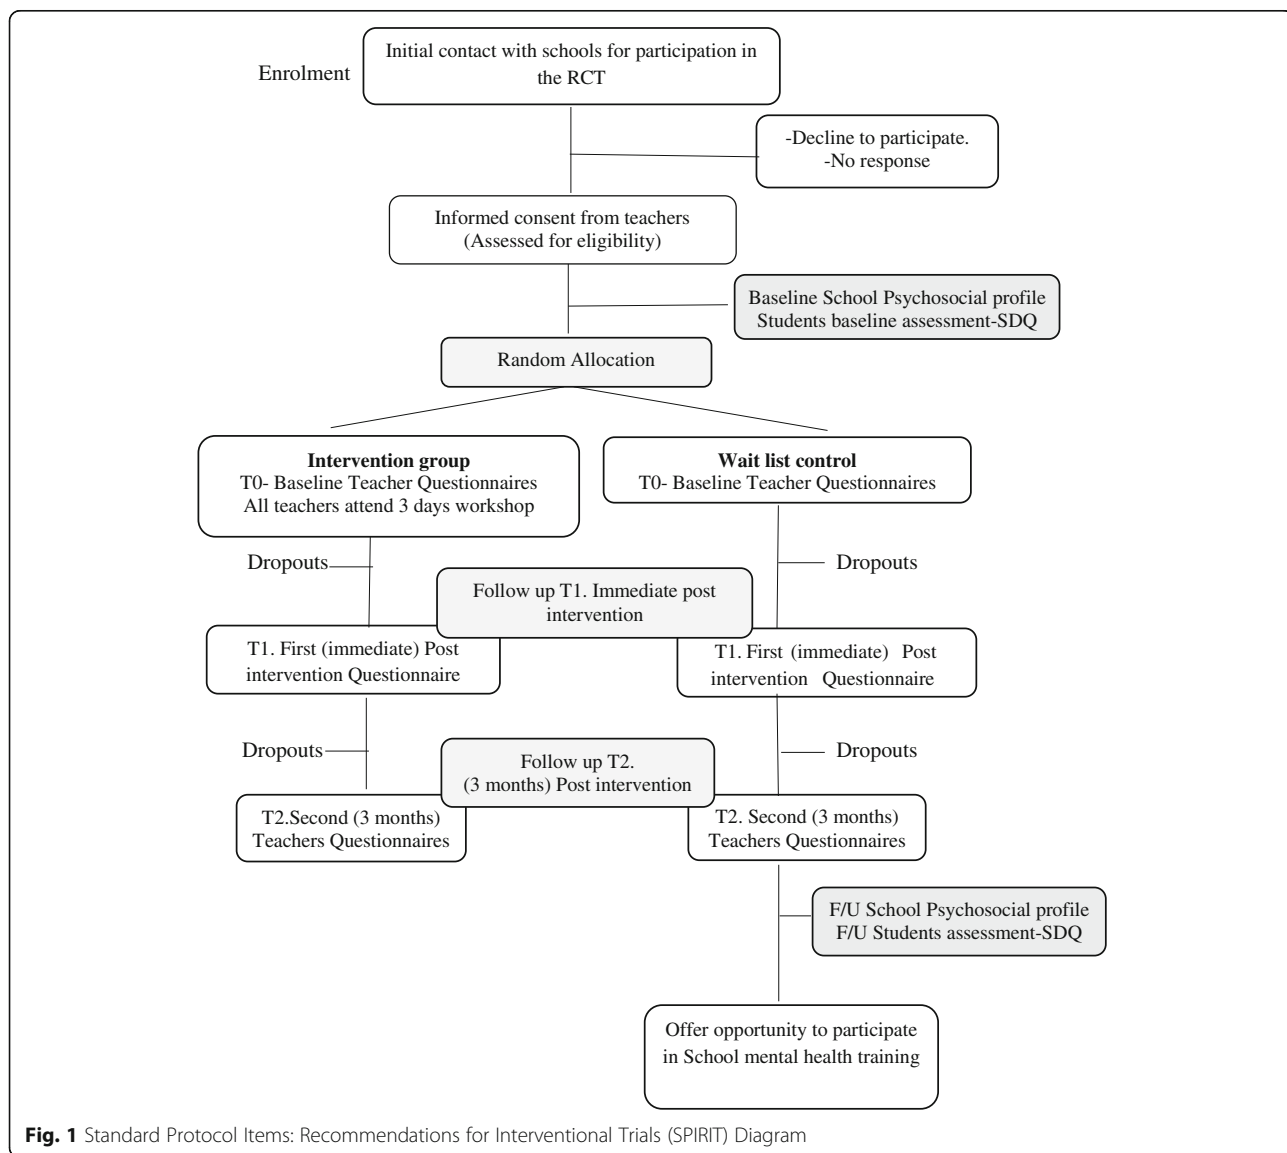 Enrolment
Initial contact with schools for participation in
the RCT
-Decline to participate.
-No response
Informed consent from teachers
(Assessed for eligibility)
Baseline School Psychosocial profile
Students baseline assessment-SDQ
Random Allocation
Intervention group
T0- Baseline Teacher Questionnaires
All teachers attend 3 days workshop
Wait list control
T0- Baseline Teacher Questionnaires
Dropouts
Dropouts
Follow up T1. Immediate post
intervention
T1. First (immediate) Post
intervention Questionnaire
T1. First (immediate) Post
intervention Questionnaire
Dropouts
Dropouts
Follow up T2.
(3 months) Post intervention
T2.Second (3 months)
Teachers Questionnaires
T2. Second (3 months)
Teachers Questionnaires
F/U School Psychosocial profile
F/U Students assessment-SDQ
Offer opportunity to participate
in School mental health training
Fig. 1 Standard Protocol Items: Recommendations for Interventional Trials (SPIRIT) Diagram